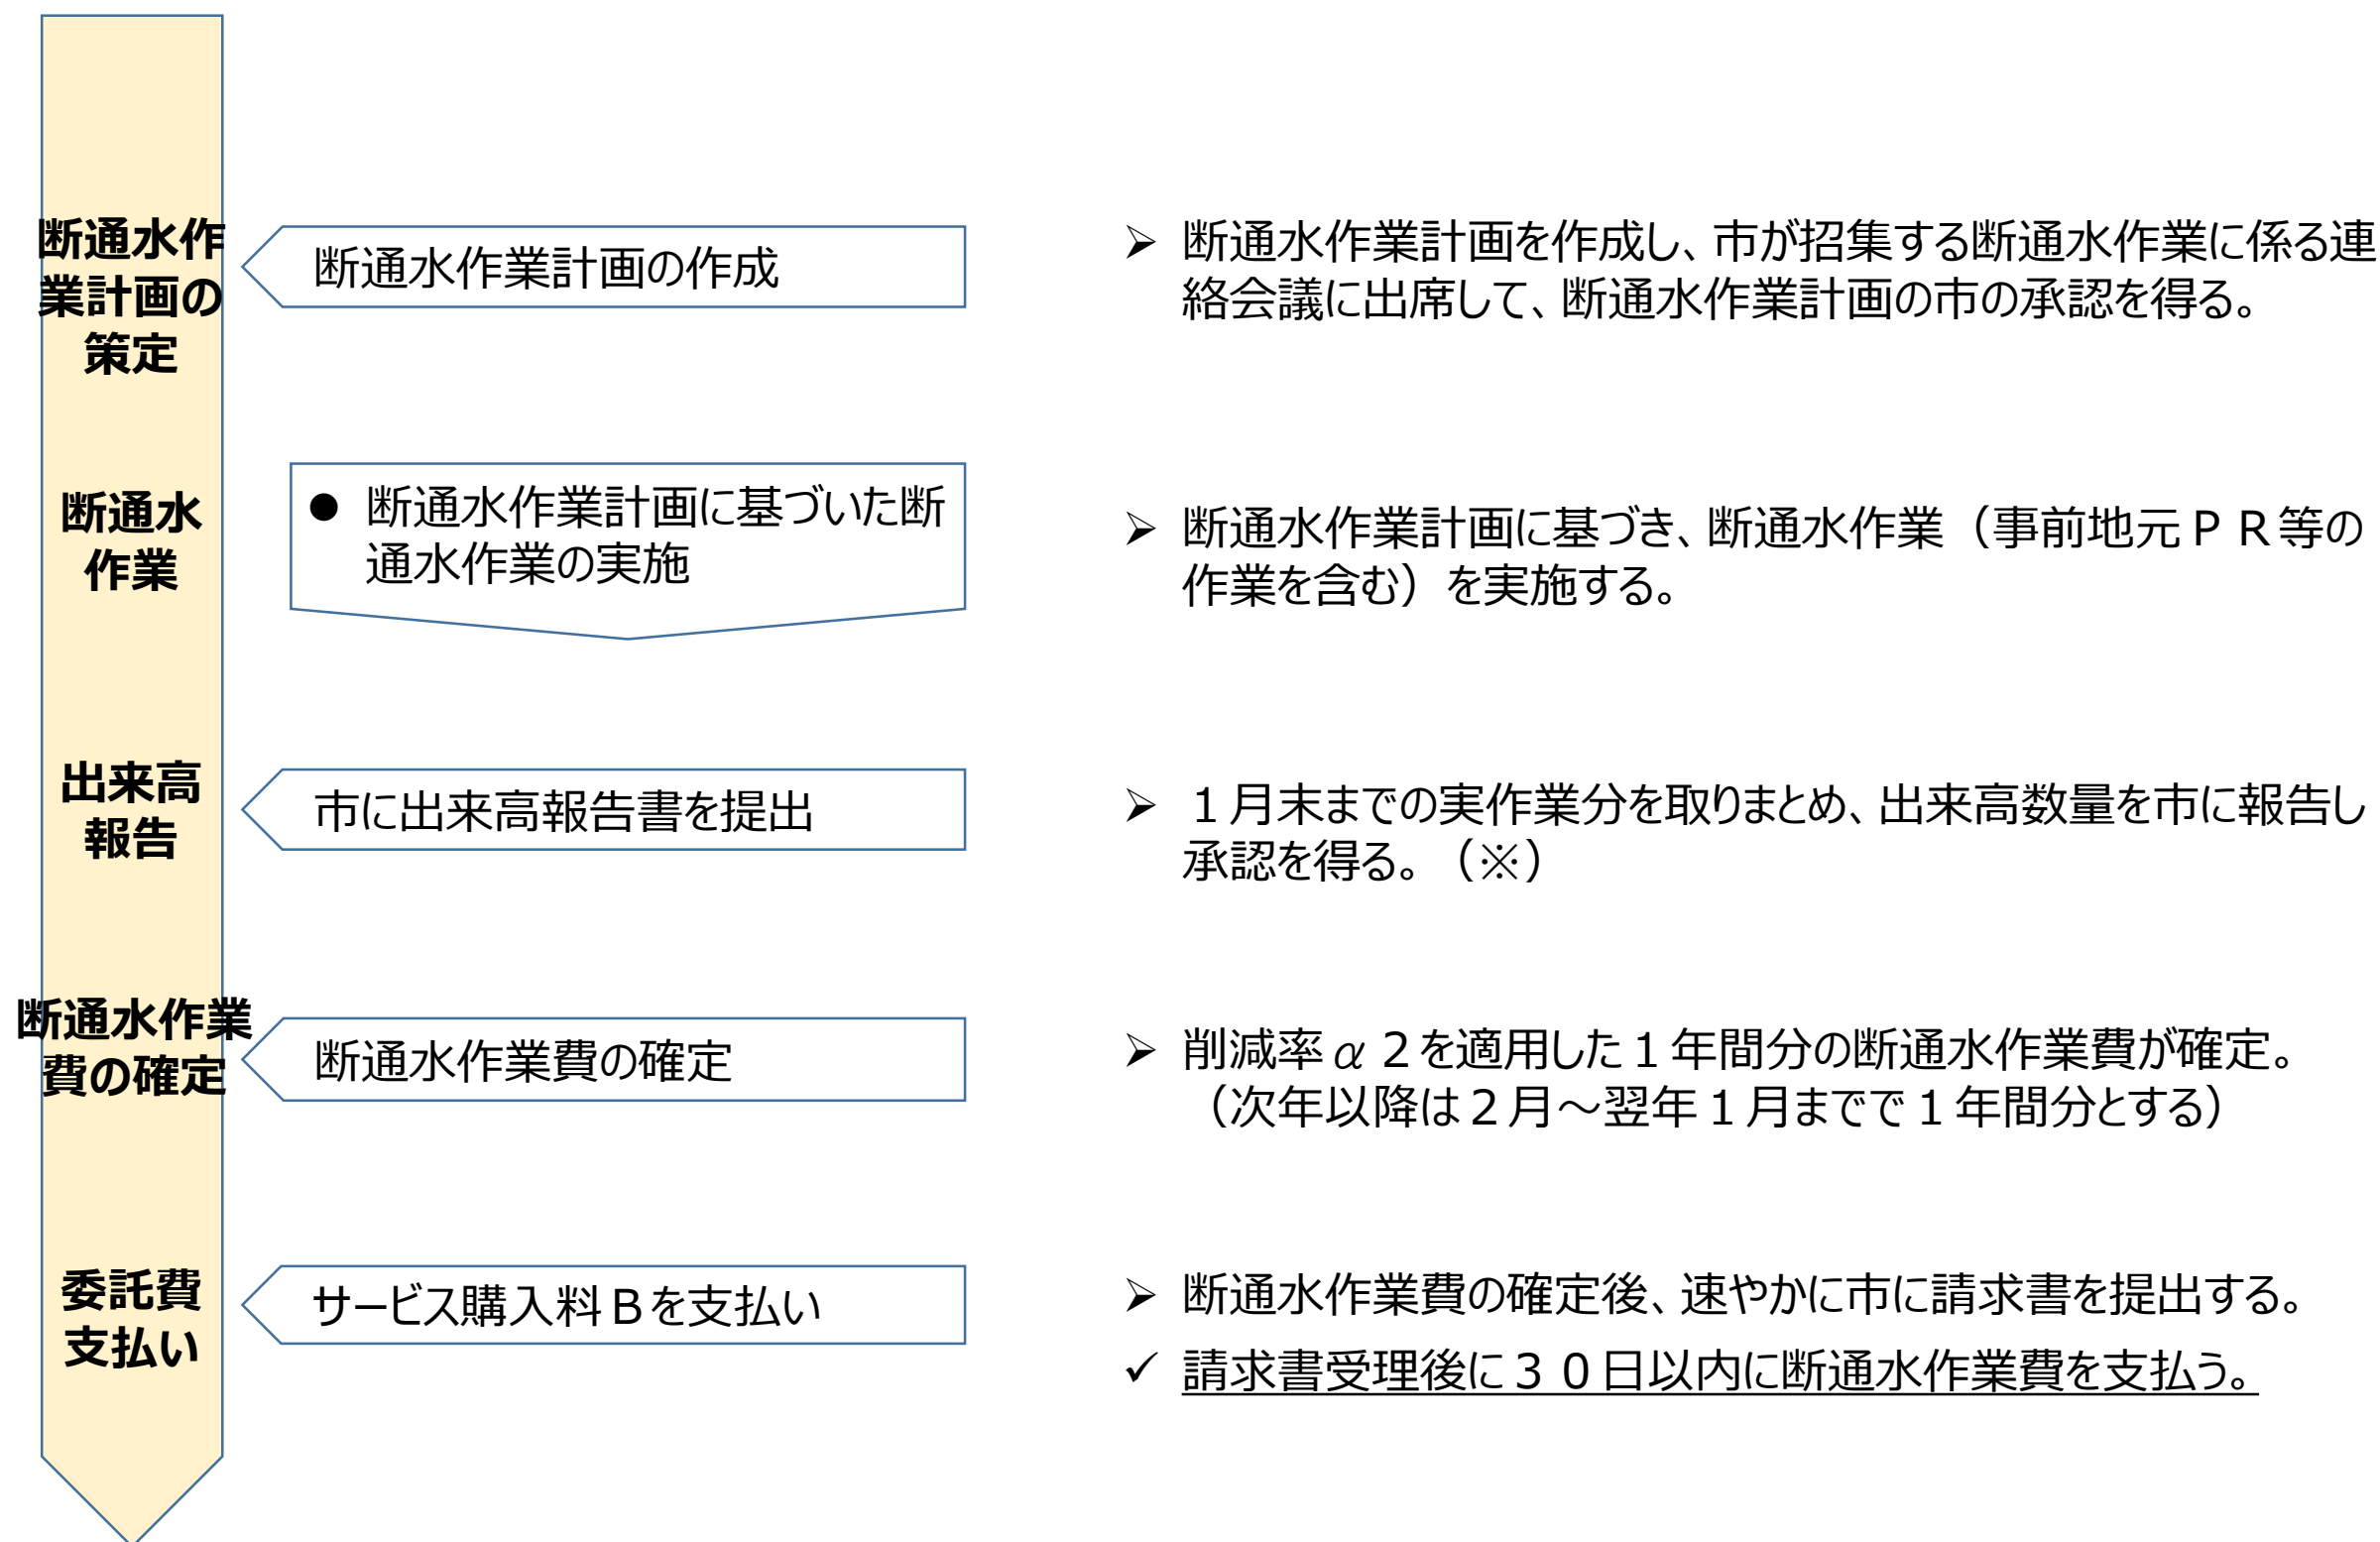 断通水作
業計画の
策定
断通水作業計画の作成
➢ 断通水作業計画を作成し、市が招集する断通水作業に係る連
絡会議に出席して、断通水作業計画の市の承認を得る。
断通水
作業
● 断通水作業計画に基づいた断
通水作業の実施
➢ 断通水作業計画に基づき、断通水作業（事前地元ＰＲ等の
作業を含む）を実施する。
出来高
報告
市に出来高報告書を提出
➢ １月末までの実作業分を取りまとめ、出来高数量を市に報告し
承認を得る。（※）
断通水作業
費の確定
断通水作業費の確定
➢ 削減率α２を適用した１年間分の断通水作業費が確定。
（次年以降は２月～翌年１月までで１年間分とする）
委託費
支払い
サービス購入料Ｂを支払い
➢ 断通水作業費の確定後、速やかに市に請求書を提出する。
✓ 請求書受理後に３０日以内に断通水作業費を支払う。